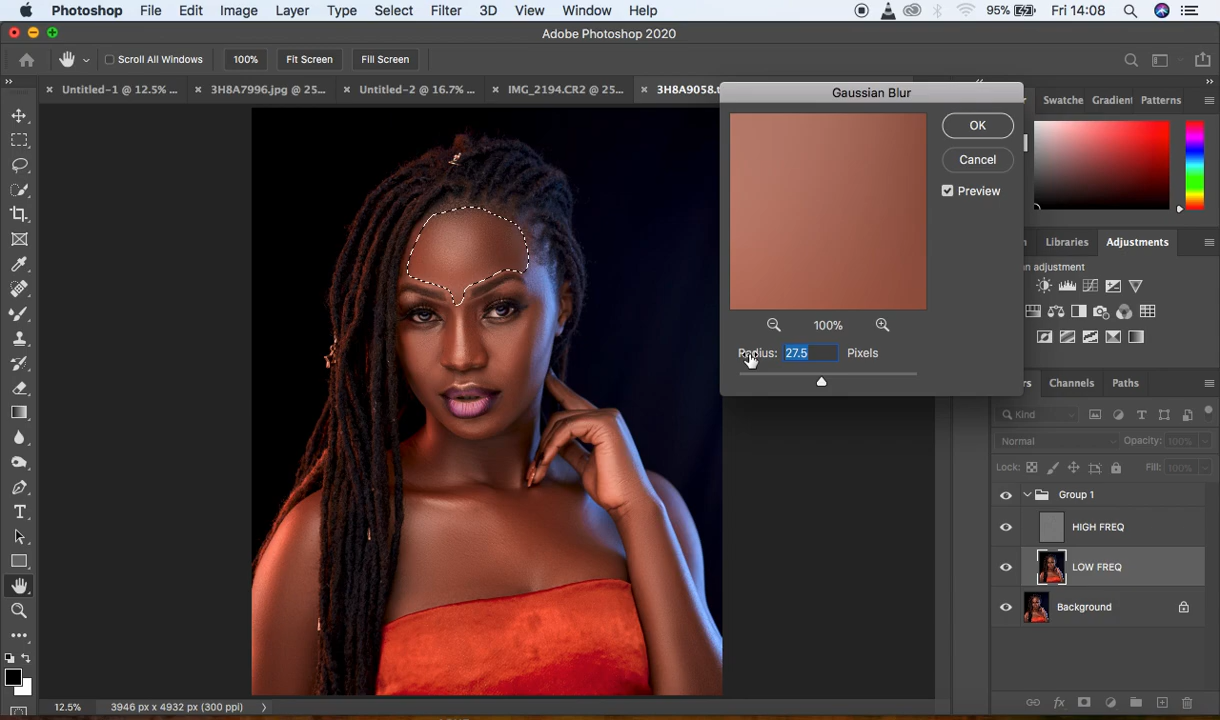 Photoshop File Edit Image Layer Type Select Filter 3D View Window Help 95% Fri 14:08
Adobe Photoshop 2020
Scroll All Windows 100% Fit Screen Fill Screen
Untitled-1 @ 12.5% ... 3H8A7996.jpg @ 25... Untitled-2 @ 16.7% ... IMG_2194.CR2 @ 25... 3H8A9058.
Gaussian Blur
Swatche Gradient Patterns
OK
Cancel
Preview
Libraries Adjustments
an adjustment
100%
Radius: 27.5 Pixels
Channels Paths
Kind
Normal Opacity: 100%
Lock: Fill: 100%
Group 1
HIGH FREQ
LOW FREQ
Background
12.5% 3946 px x 4932 px (300 ppi)